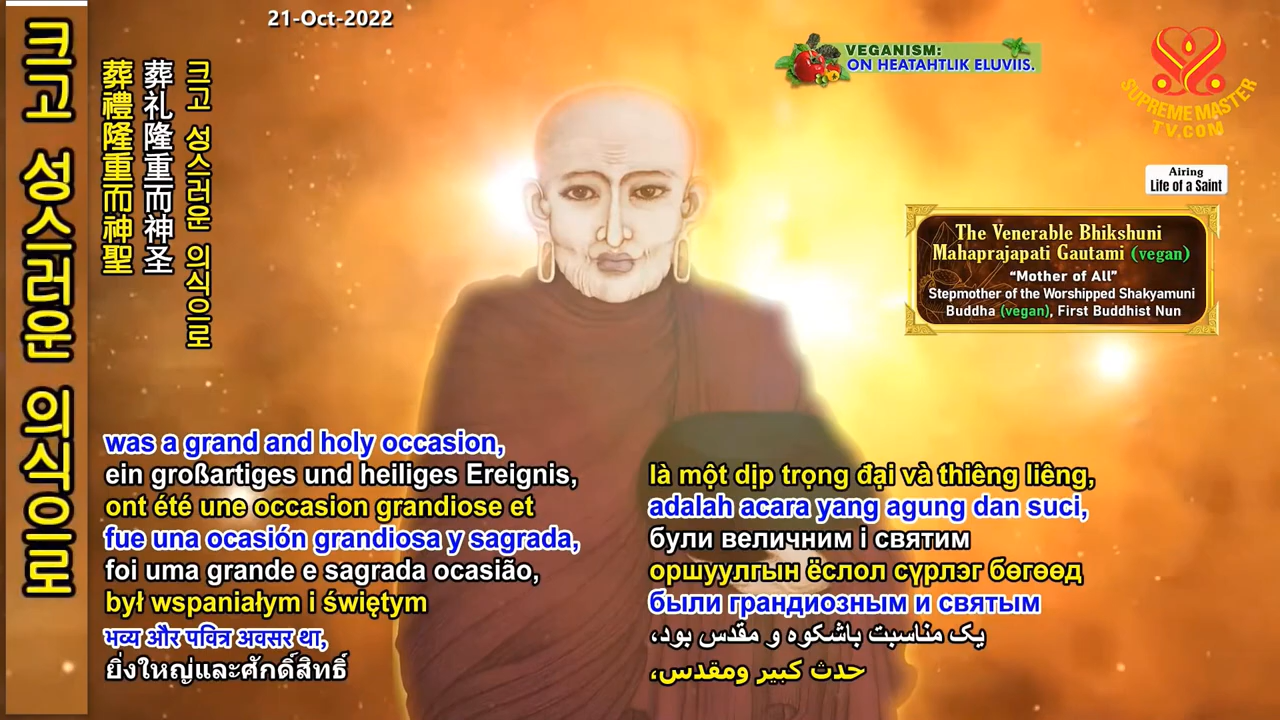 21-Oct-2022
크고 성스러운 의식으로
葬禮隆重而神聖
葬礼隆重而神圣
크고 성스러운 의식으로
VEGANISM:
ON HEATAHTLIK ELUVIIS.
SUPREME MASTER
TV.COM
Airing
Life of a Saint
The Venerable Bhikshuni
Mahaprajapati Gautami (vegan)
“Mother of All”
Stepmother of the Worshipped Shakyamuni
Buddha (vegan), First Buddhist Nun
was a grand and holy occasion,
ein großartiges und heiliges Ereignis,
ont été une occasion grandiose et
fue una ocasión grandiosa y sagrada,
foi uma grande e sagrada ocasião,
był wspaniałym i świętym
भव्य और पवित्र अवसर था,
ยิ่งใหญ่และศักดิ์สิทธิ์
là một dịp trọng đại và thiêng liêng,
adalah acara yang agung dan suci,
були величним і святим
оршуулгын ёслол сүрлэг бөгөөд
были грандиозным и святым
یک مناسبت باشکوه و مقدس بود،
حدث كبير ومقدس،